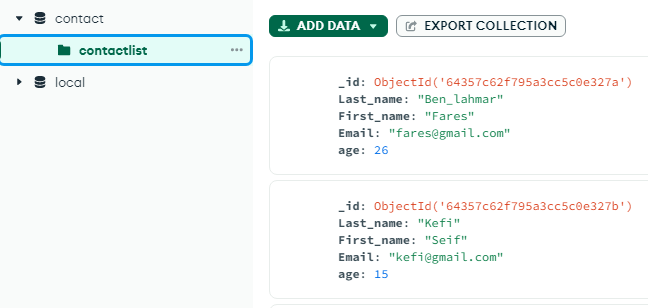 contact
contactlist
local
ADD DATA
EXPORT COLLECTION
_id: ObjectId('64357c62f795a3cc5c0e327a')
Last_name: "Ben_lahmar"
First_name: "Fares"
Email: "fares@gmail.com"
age: 26
_id: ObjectId('64357c62f795a3cc5c0e327b')
Last_name: "Kefi"
First_name: "Seif"
Email: "kefi@gmail.com"
age: 15